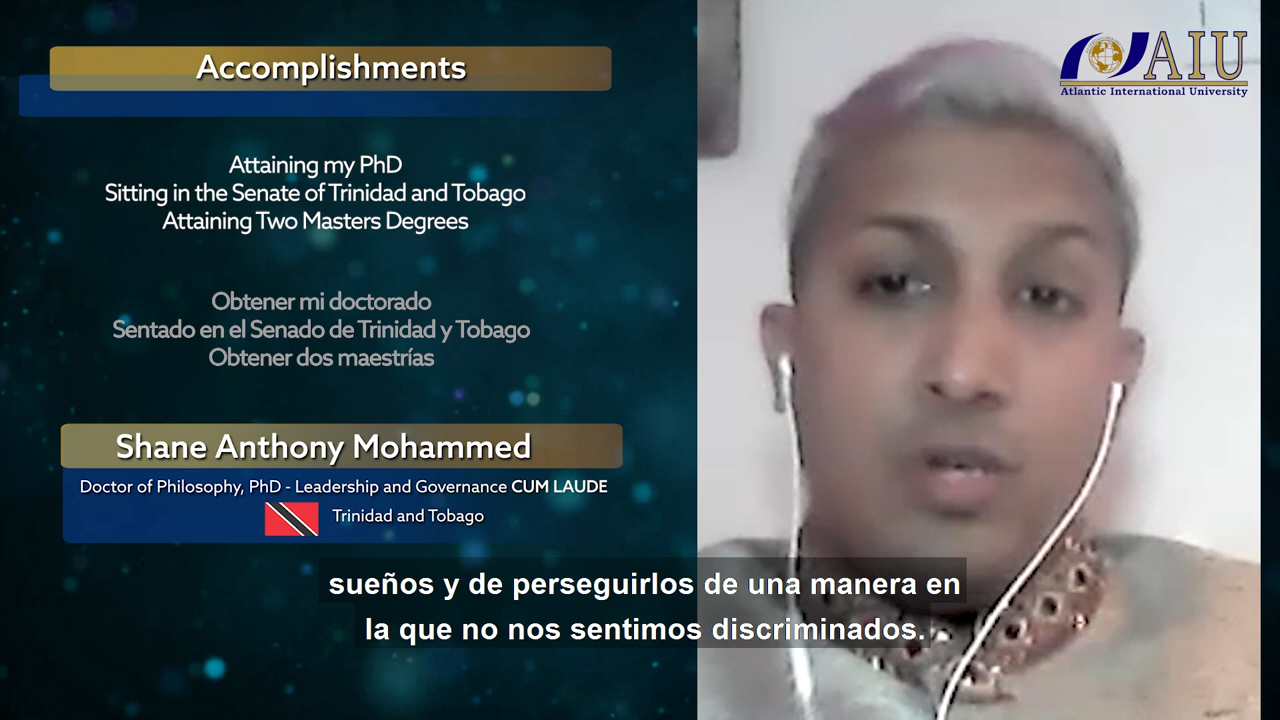 Accomplishments
Attaining my PhD
Sitting in the Senate of Trinidad and Tobago
Attaining Two Masters Degrees
Obtener mi doctorado
Sentado en el Senado de Trinidad y Tobago
Obtener dos maestrías
Shane Anthony Mohammed
Doctor of Philosophy, PhD - Leadership and Governance CUM LAUDE
Trinidad and Tobago
AIU
Atlantic International University
sueños y de perseguirlos de una manera en
la que no nos sentimos discriminados.